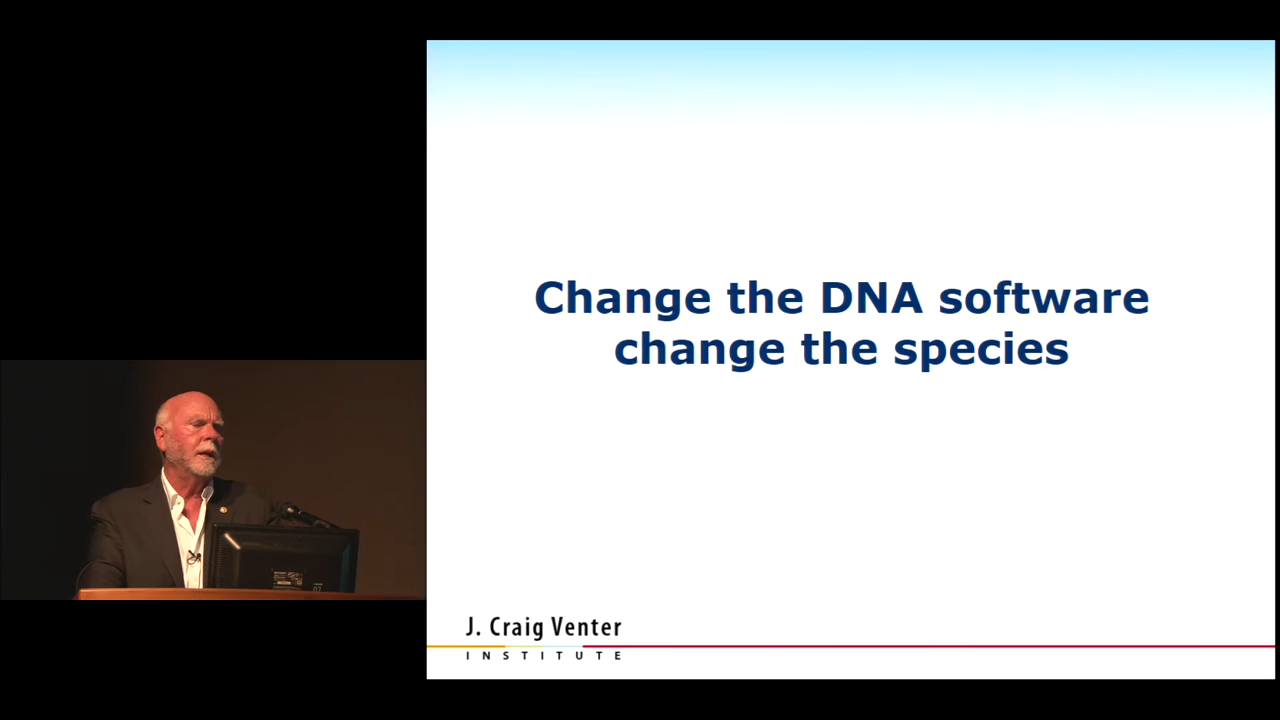 Change the DNA software
change the species
J. Craig Venter
INSTITUTE